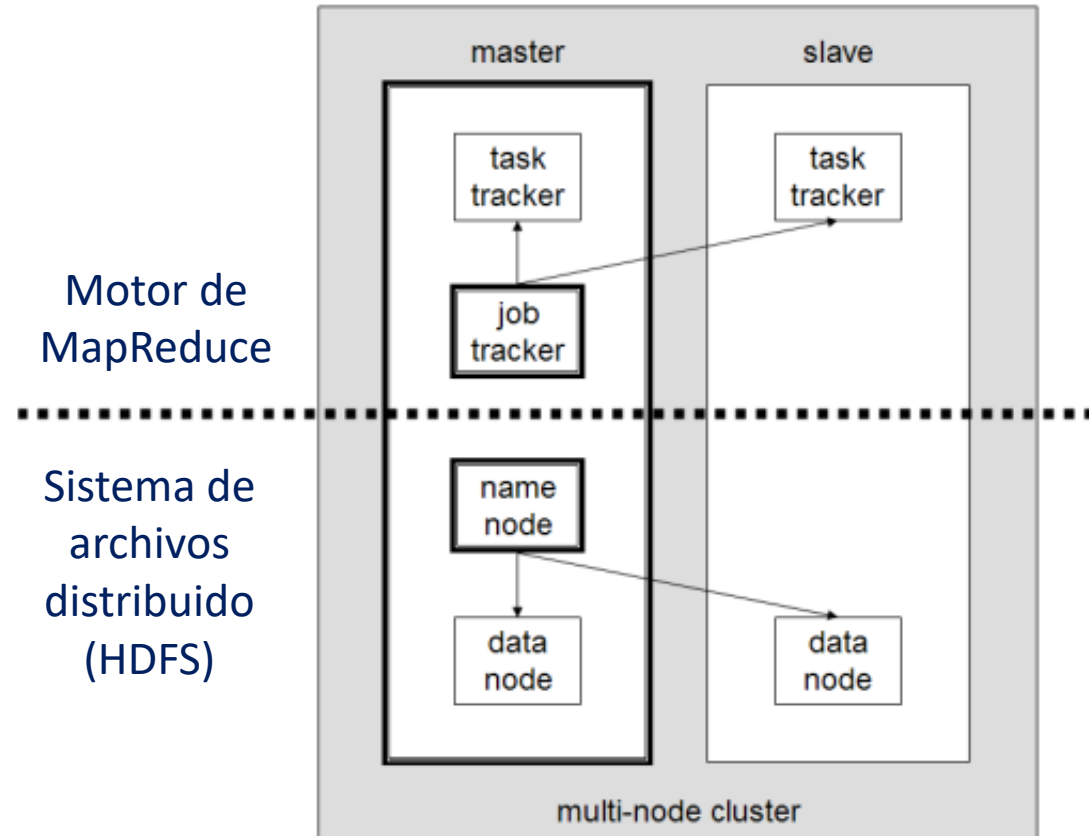 master
slave
task
tracker
task
tracker
Motor de
MapReduce
job
tracker
Sistema de
archivos
distribuido
(HDFS)
name
node
data
node
data
node
multi-node cluster